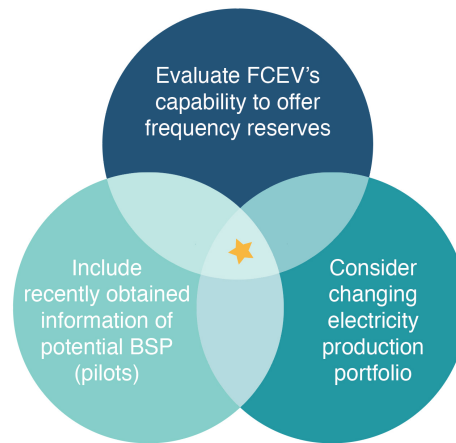 Evaluate FCEV's
capability to offer
frequency reserves
Include
recently obtained
information of
potential BSP
(pilots)
Consider
changing
electricity
production
portfolio